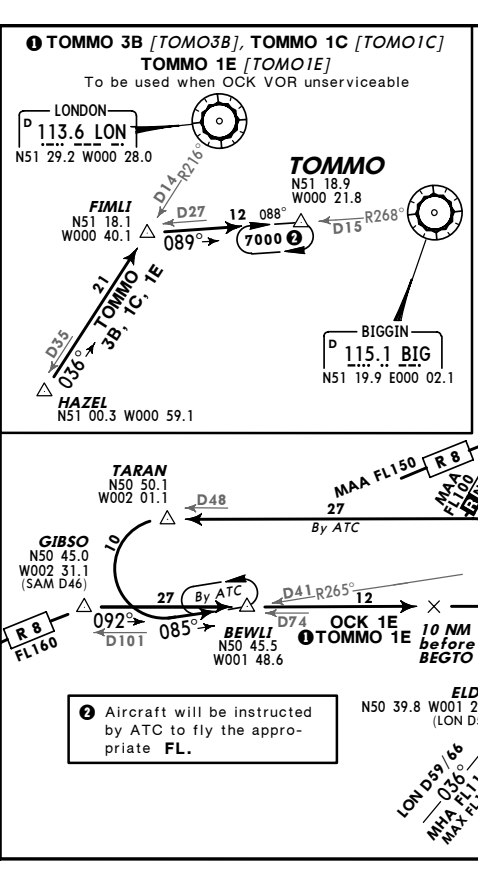 ❶ TOMMO 3B [TOMO3B], TOMMO 1C [TOMO1C]
TOMMO 1E [TOMO1E]
To be used when OCK VOR unserviceable
LONDON
D 113.6 LON
N51 29.2 W000 28.0
D14 R216°
FIMLI
N51 18.1
W000 40.1
D27
089°
12
088°
7000 ❷
TOMMO
N51 18.9
W000 21.8
R268°
D15
BIGGIN
D 115.1 BIG
N51 19.9 E000 02.1
21
TOMMO
3B, 1C, 1E
D35
036°
HAZEL
N51 00.3 W000 59.1
TARAN
N50 50.1
W002 01.1
D48
27
By ATC
MAA FL150
R 8
MAA
FL100
10
GIBSO
N50 45.0
W002 31.1
(SAM D46)
R 8
FL160
27
092°
D101
085°
By ATC
BEWLI
N50 45.5
W001 48.6
D41 R265°
D74
12
OCK 1E
❶TOMMO 1E
10 NM
before
BEGTO
❷ Aircraft will be instructed
by ATC to fly the appro-
priate FL.
N50 39.8 W001
LON D59/66
036°